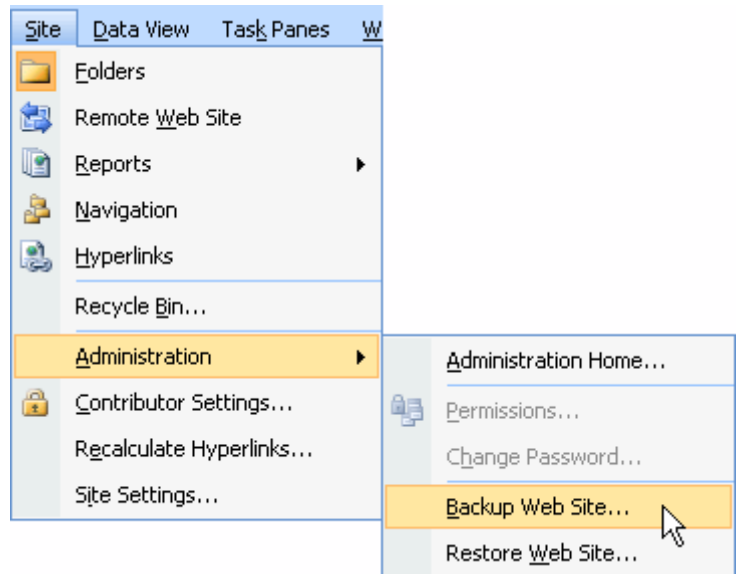 Site Data View Task Panes W
Folders
Remote Web Site
Reports
Navigation
Hyperlinks
Recycle Bin...
Administration
Contributor Settings...
Recalculate Hyperlinks...
Site Settings...
Administration Home...
Permissions...
Change Password...
Backup Web Site...
Restore Web Site...